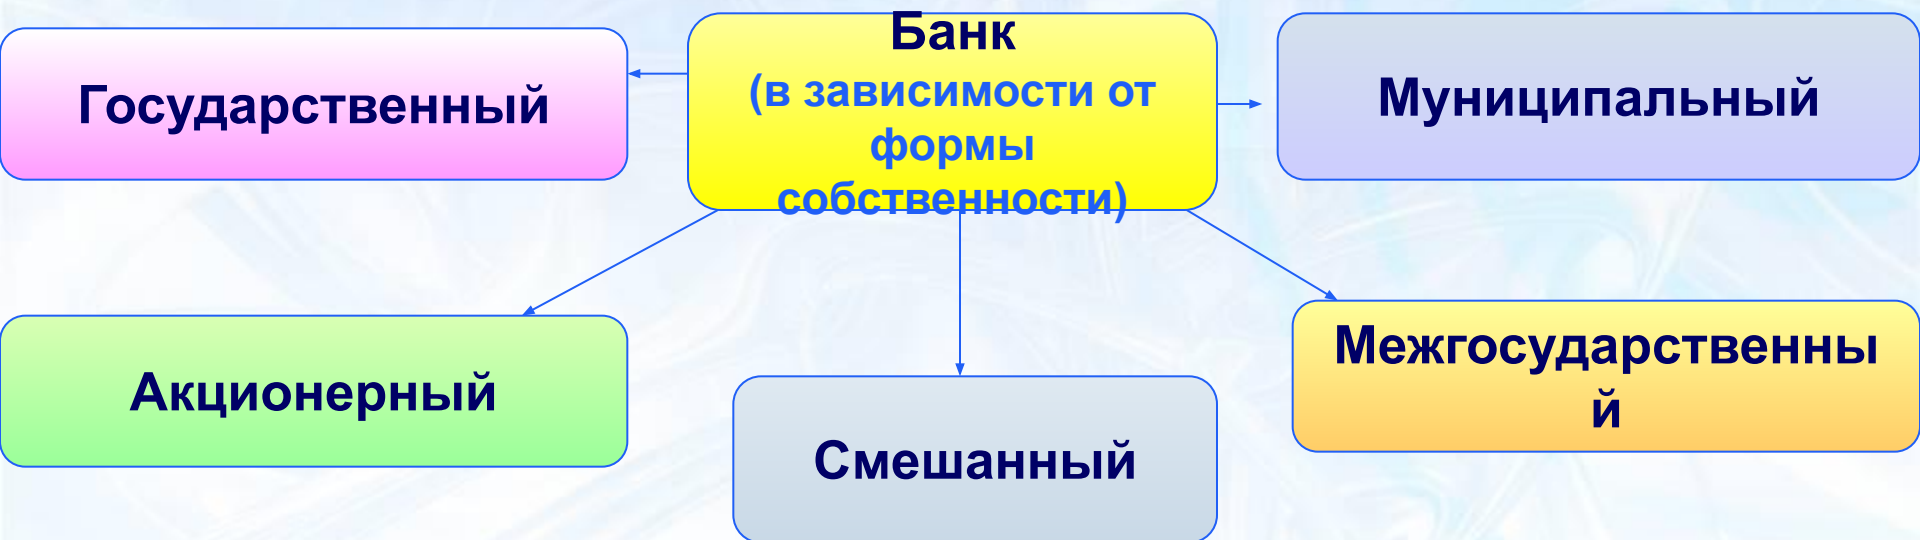 Банк
(в зависимости от
формы
собственности)
Государственный
Муниципальный
Акционерный
Смешанный
Межгосударственны
й